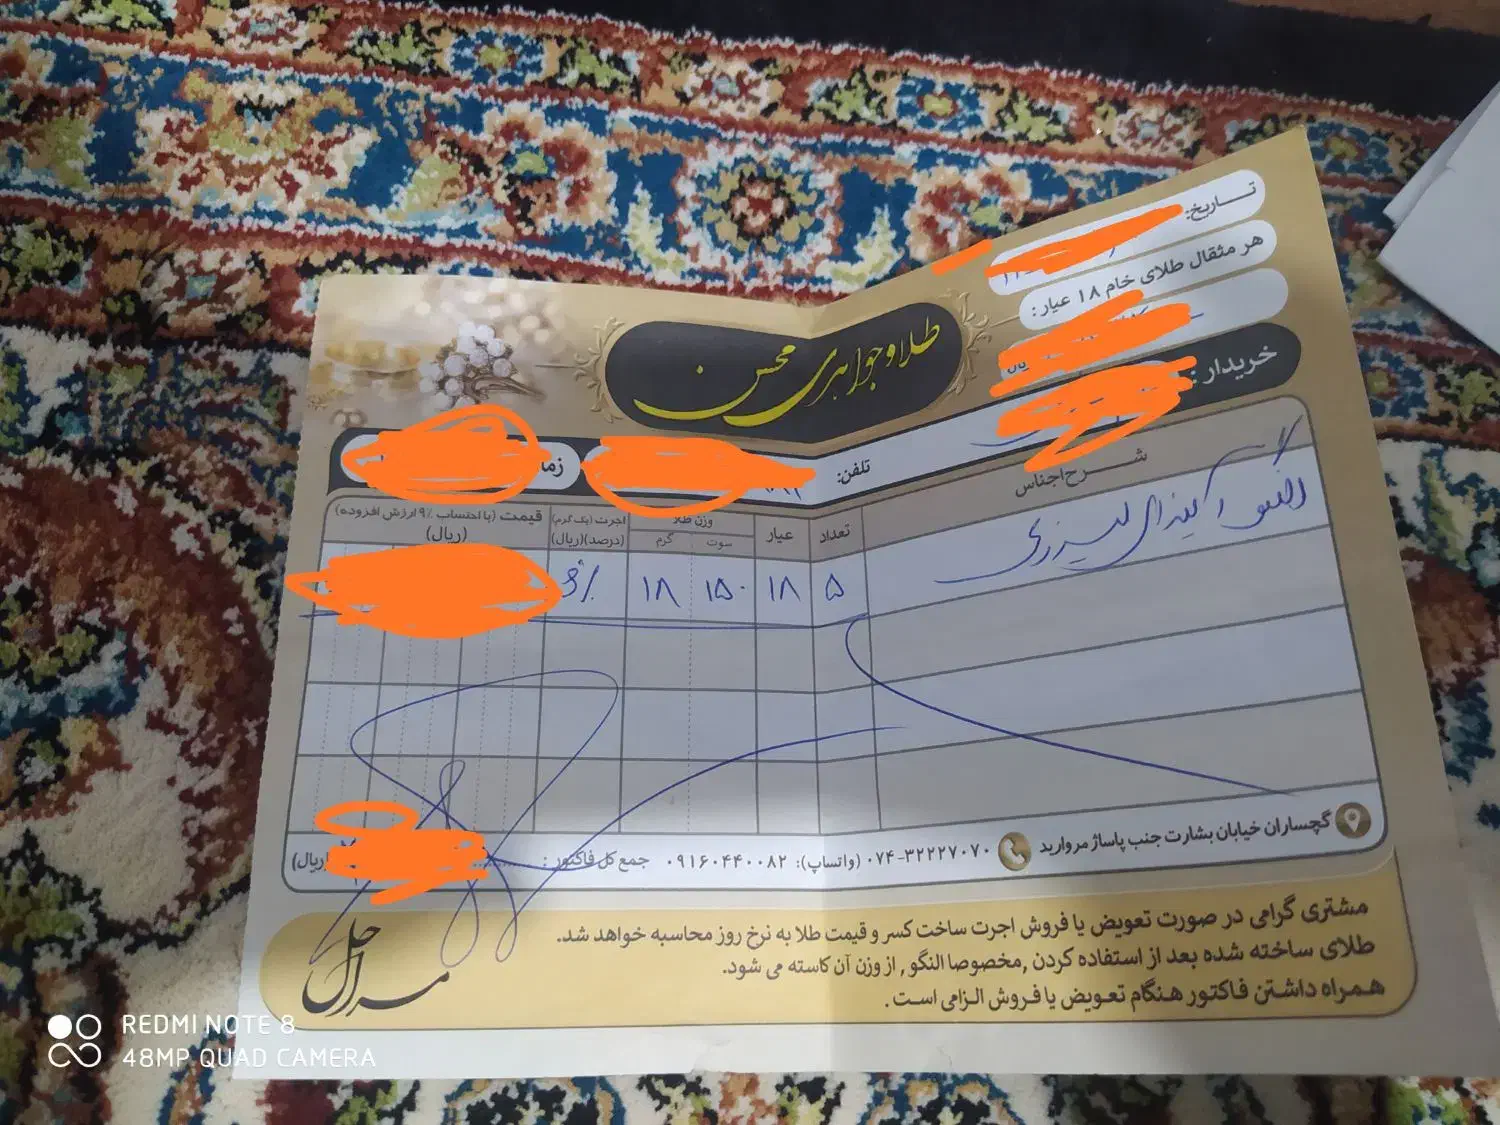 تاریخ:
هر مثقال طلای خام ۱۸ عیار:
طلا و جواهری محسن
خریدار:
تلفن:
شرح اجناس
تعداد
عیار
وزن طلا
سوت
گرم
اجرت (یک گرم)
(درصد)(ریال)
قیمت (با احتساب ۹٪ ارزش افزوده)
(ریال)
النگو
۵
۱۸
۱۵۰
۱۸
گچساران خیابان بشارت جنب پاساژ مروارید
۰۷۴-۳۲۲۲۷۰۷۰ (واتساپ): ۰۹۱۶۰۴۴۰۰۸۲
جمع کل فاکتور:
(ریال)
مشتری گرامی در صورت تعویض یا فروش اجرت ساخت کسر و قیمت طلا به نرخ روز محاسبه خواهد شد.
طلای ساخته شده بعد از استفاده کردن ,مخصوصا النگو , از وزن آن کاسته می شود.
همراه داشتن فاکتور هنگام تعویض یا فروش الزامی است.
REDMI NOTE 8
48MP QUAD CAMERA